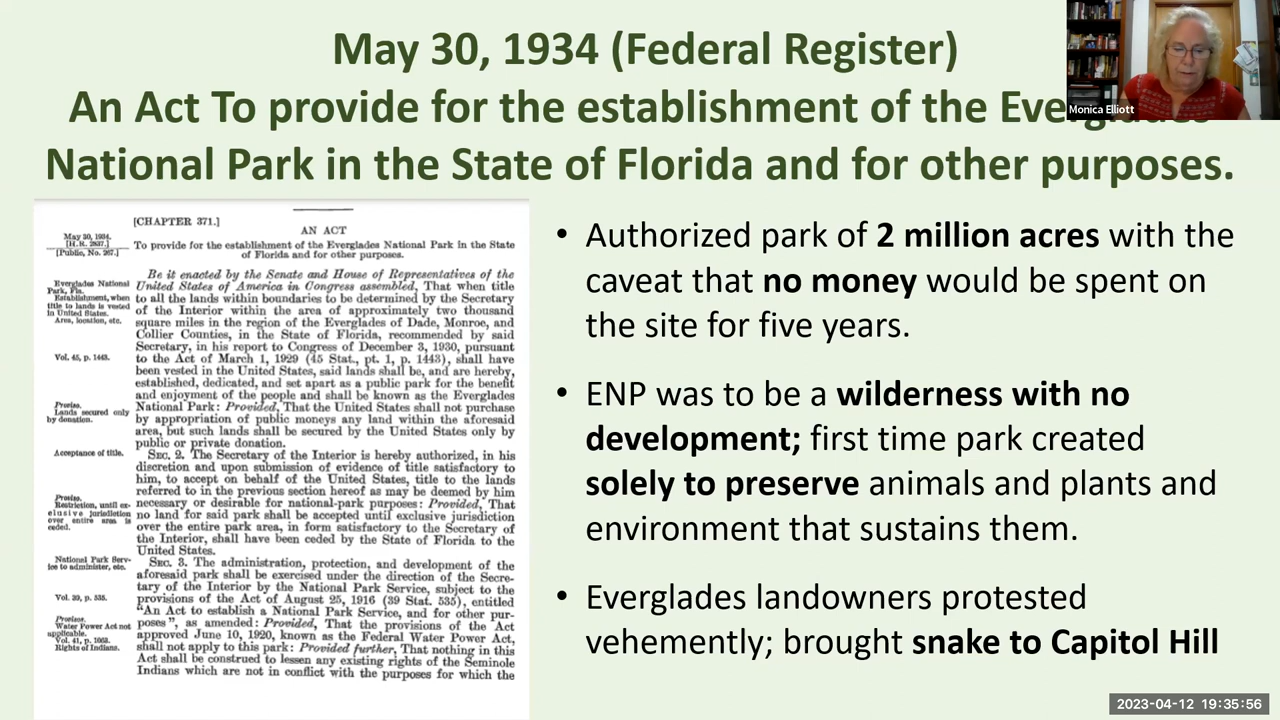 May 30, 1934 (Federal Register)
An Act To provide for the establishment of the Everglades
National Park in the State of Florida and for other purposes.
Monica Elliott
[CHAPTER 371.]
AN ACT
May 30, 1934.
[H.R. 2837.]
[Public, No. 267.]
To provide for the establishment of the Everglades National Park in the State
of Florida and for other purposes.
Everglades National
Park, Fla.
Establishment, when
title to lands is vested
in United States.
Area, location, etc.
Vol. 45, p. 1443.
Proviso.
Lands secured only
by donation.
Acceptance of title.
Proviso.
Restriction, until ex-
clusive jurisdiction
over entire area is
ceded.
National Park Serv-
ice to administer, etc.
Vol. 39, p. 535.
Provisos.
Water Power Act not
applicable.
Vol. 41, p. 1063.
Rights of Indians.
Be it enacted by the Senate and House of Representatives of the
United States of America in Congress assembled, That when title
to all the lands within boundaries to be determined by the Secretary
of the Interior within the area of approximately two thousand
square miles in the region of the Everglades of Dade, Monroe, and
Collier Counties, in the State of Florida, recommended by said
Secretary, in his report to Congress of December 3, 1930, pursuant
to the Act of March 1, 1929 (45 Stat., pt. 1, p. 1443), shall have
been vested in the United States, said lands shall be, and are hereby,
established, dedicated, and set apart as a public park for the benefit
and enjoyment of the people and shall be known as the Everglades
National Park: Provided, That the United States shall not purchase
by appropriation of public moneys any land within the aforesaid
area, but such lands shall be secured by the United States only by
public or private donation.
SEC. 2. The Secretary of the Interior is hereby authorized, in his
discretion and upon submission of evidence of title satisfactory to
him, to accept on behalf of the United States, title to the lands
referred to in the previous section hereof as may be deemed by him
necessary or desirable for national-park purposes: Provided, That
no land for said park shall be accepted until exclusive jurisdiction
over the entire park area, in form satisfactory to the Secretary of
the Interior, shall have been ceded by the State of Florida to the
United States.
SEC. 3. The administration, protection, and development of the
aforesaid park shall be exercised under the direction of the Secre-
tary of the Interior by the National Park Service, subject to the
provisions of the Act of August 25, 1916 (39 Stat. 535), entitled
"An Act to establish a National Park Service, and for other pur-
poses", as amended: Provided, That the provisions of the Act
approved June 10, 1920, known as the Federal Water Power Act,
shall not apply to this park: Provided further, That nothing in this
Act shall be construed to lessen any existing rights of the Seminole
Indians which are not in conflict with the purposes for which the
• Authorized park of 2 million acres with the
caveat that no money would be spent on
the site for five years.
• ENP was to be a wilderness with no
development; first time park created
solely to preserve animals and plants and
environment that sustains them.
• Everglades landowners protested
vehemently; brought snake to Capitol Hill
2023-04-12 19:35:56